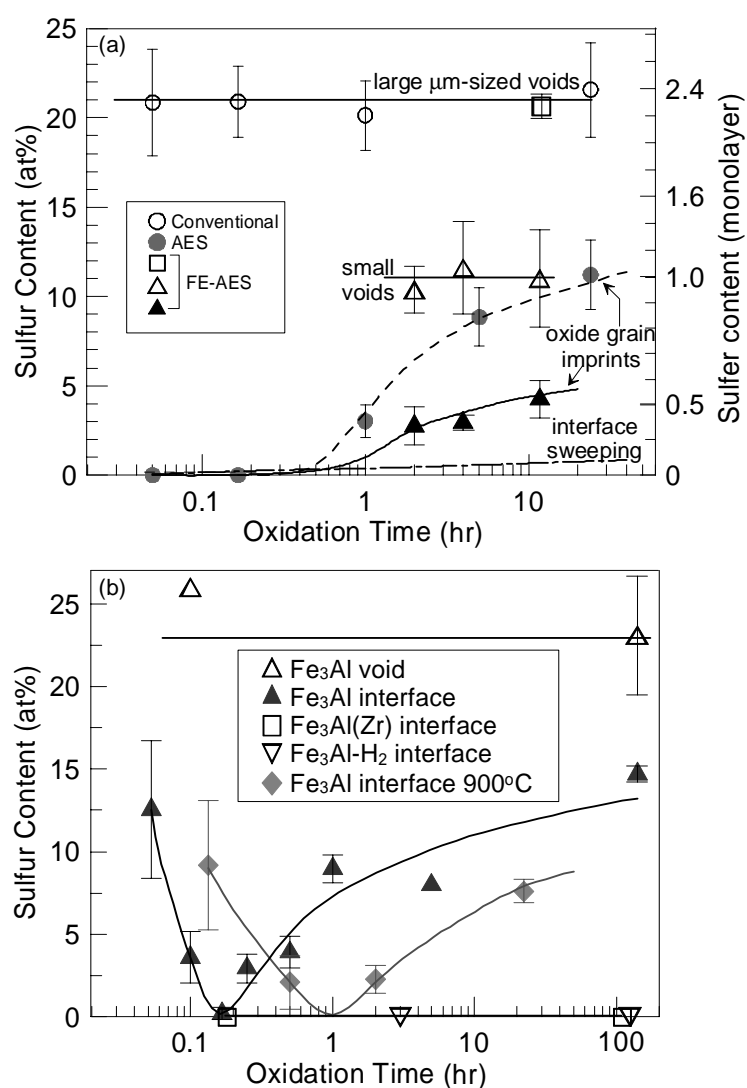 (a)
25
20
15
10
5
0
Sulfur Content (at%)
large μm-sized voids
Conventional
AES
FE-AES
small
voids
oxide grain
imprints
interface
sweeping
2.4
1.6
1.0
0.5
0
Sulfer content (monolayer)
0.1 1 10
Oxidation Time (hr)
(b)
25
20
15
10
5
0
Sulfur Content (at%)
Fe₃Al void
Fe₃Al interface
Fe₃Al(Zr) interface
Fe₃Al-H₂ interface
Fe₃Al interface 900°C
0.1 1 10 100
Oxidation Time (hr)